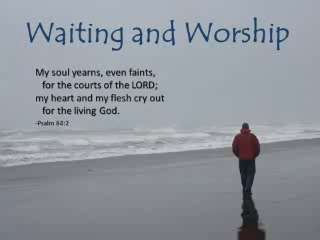 Waiting and Worship
My soul yearns, even faints,
for the courts of the LORD;
my heart and my flesh cry out
for the living God.
-Psalm 84:2